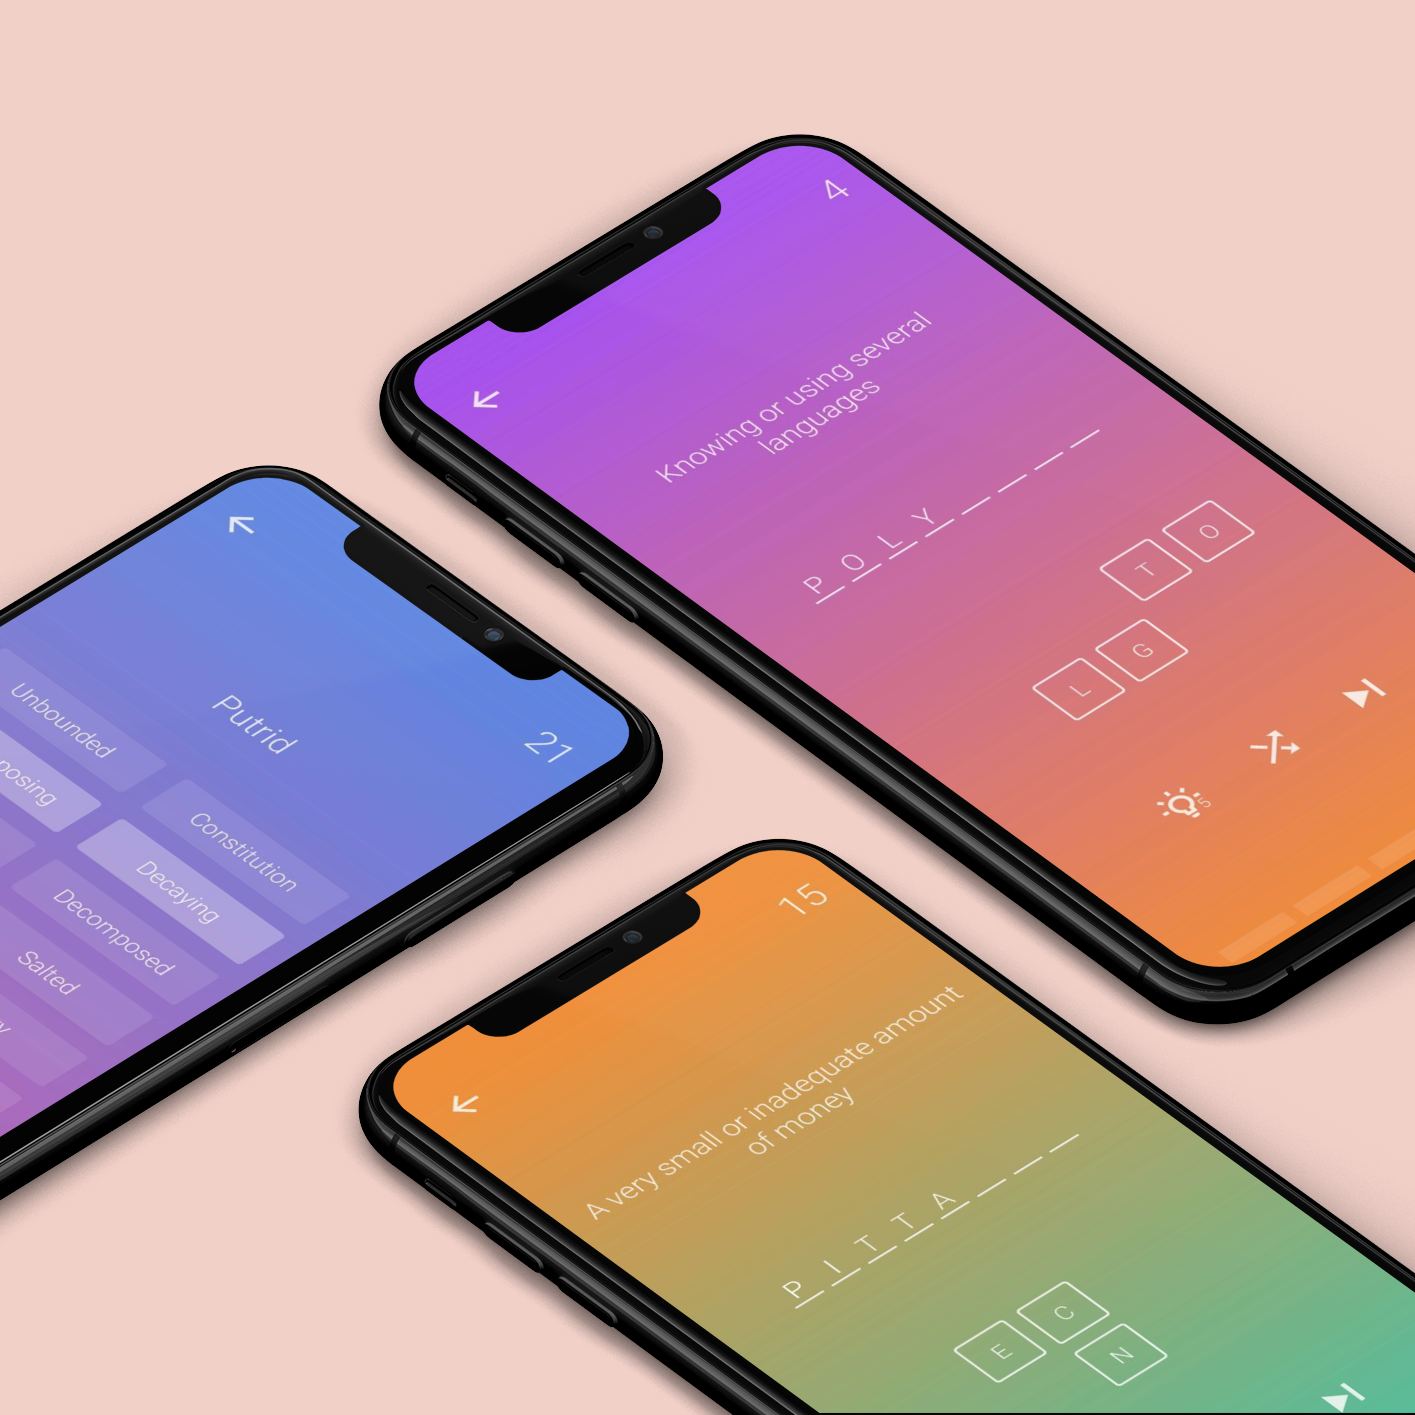 4
Knowing or using several
languages
P O L Y
T O
L G
5
21
Putrid
Unbounded
Constitution
posing
Decaying
Decomposed
Salted
15
A very small or inadequate amount
of money
P I T T A
E C
N